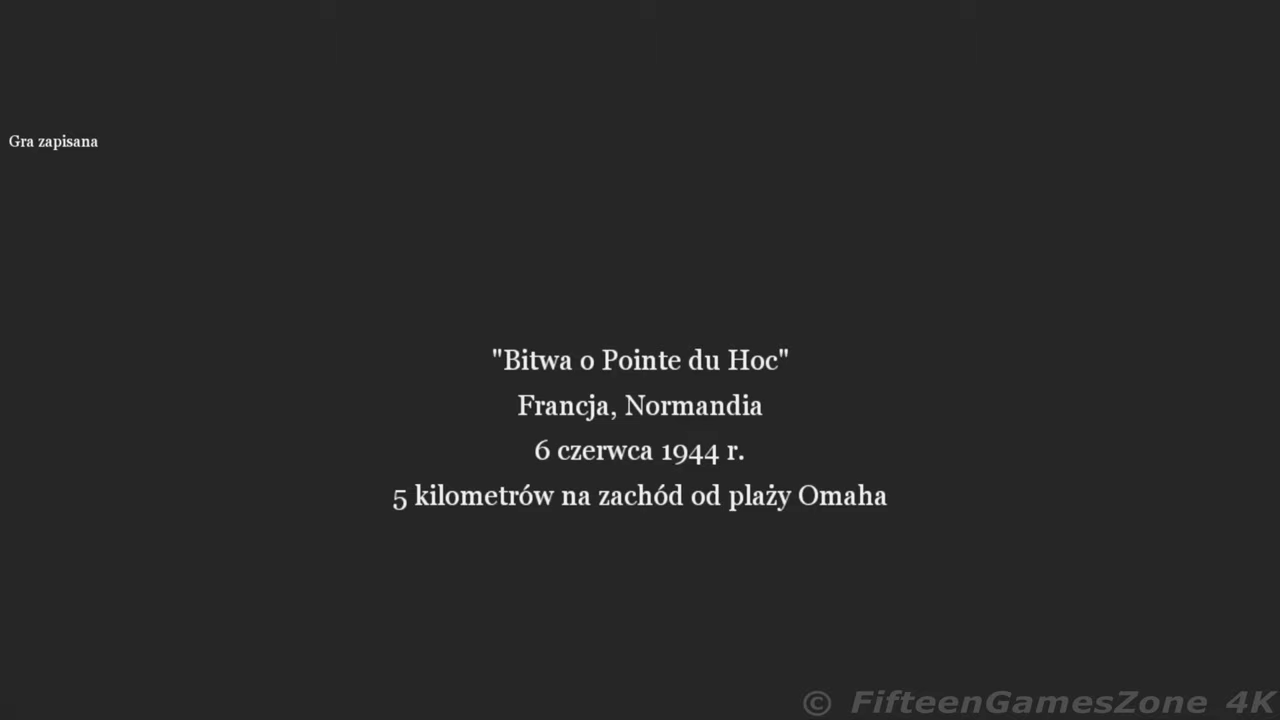 Gra zapisana
"Bitwa o Pointe du Hoc"
Francja, Normandia
6 czerwca 1944 r.
5 kilometrów na zachód od plaży Omaha
© FifteenGamesZone 4K